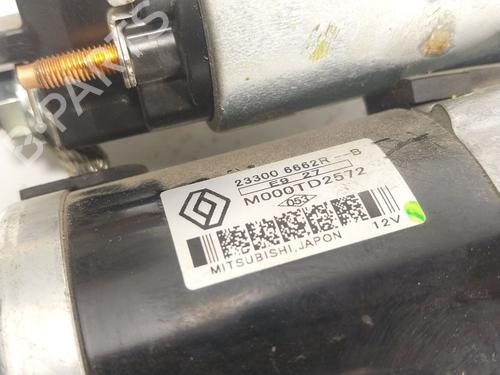 23300 6662R B
E9 27
M000TD2572
053
MITSUBISHI,JAPON 12V